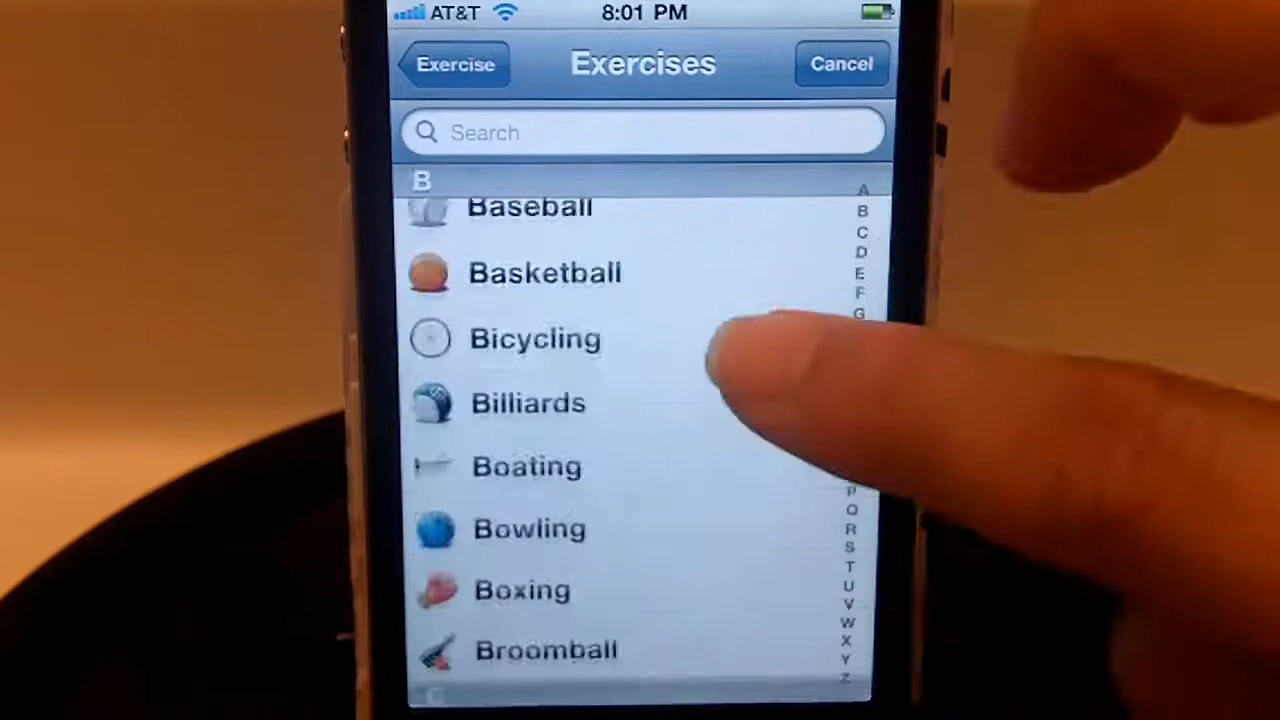 AT&T 8:01 PM
Exercise Exercises Cancel
Search
B
Baseball
Basketball
Bicycling
Billiards
Boating
Bowling
Boxing
Broomball
C
A
B
C
D
E
F
G
P
Q
R
S
T
U
V
W
X
Y
Z